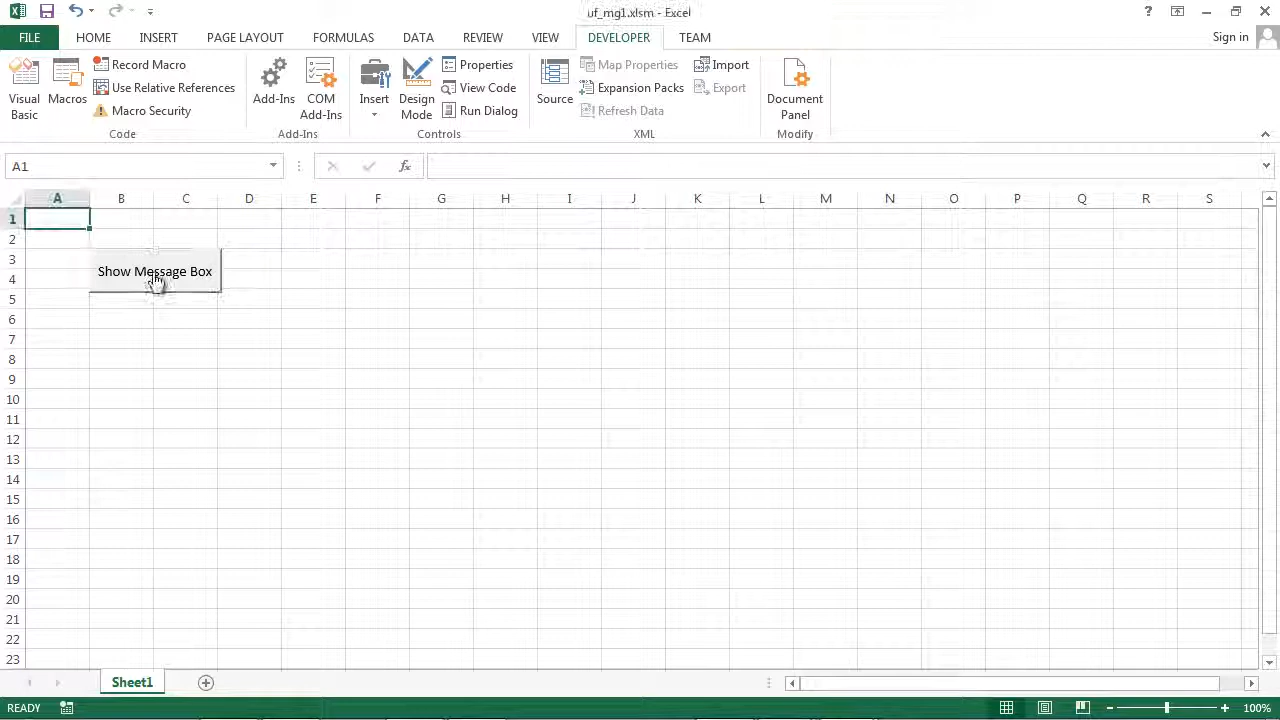 uf_mg1.xlsm - Excel
FILE HOME INSERT PAGE LAYOUT FORMULAS DATA REVIEW VIEW DEVELOPER TEAM Sign in
Visual Basic
Macros
Record Macro
Use Relative References
Macro Security
Code
Add-Ins
COM Add-Ins
Add-Ins
Insert
Design Mode
Properties
View Code
Run Dialog
Controls
Source
Map Properties
Expansion Packs
Refresh Data
Import
Export
XML
Document Panel
Modify
A1 fx
A B C D E F G H I J K L M N O P Q R S
1
2
3
Show Message Box
4
5
6
7
8
9
10
11
12
13
14
15
16
17
18
19
20
21
22
23
Sheet1
READY 100%